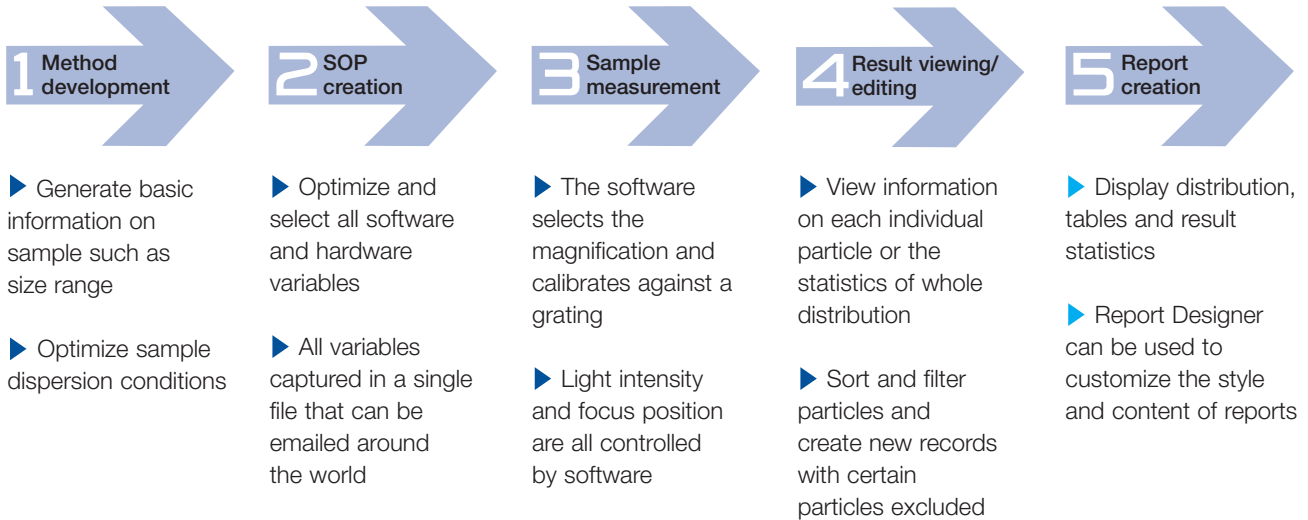 1 Method
development
2 SOP
creation
3 Sample
measurement
4 Result viewing/
editing
5 Report
creation
Generate basic
information on
sample such as
size range
Optimize sample
dispersion conditions
Optimize and
select all software
and hardware
variables
All variables
captured in a single
file that can be
emailed around
the world
The software
selects the
magnification and
calibrates against a
grating
Light intensity
and focus position
are all controlled
by software
View information
on each individual
particle or the
statistics of whole
distribution
Sort and filter
particles and
create new records
with certain
particles excluded
Display distribution,
tables and result
statistics
Report Designer
can be used to
customize the style
and content of reports